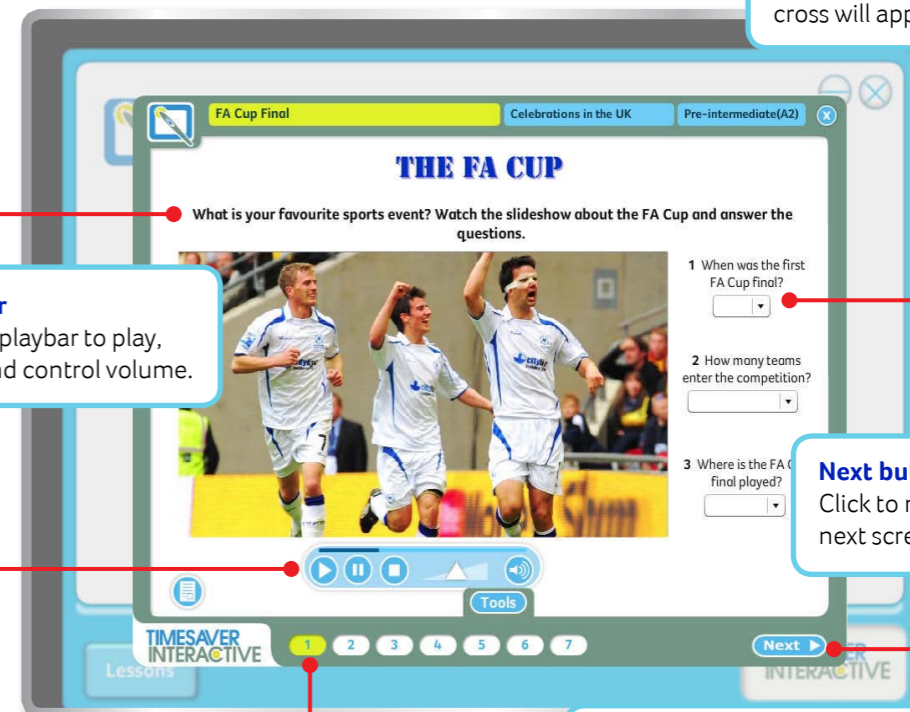 cross will app
FA Cup Final
Celebrations in the UK
Pre-intermediate(A2)
X
THE FA CUP
What is your favourite sports event? Watch the slideshow about the FA Cup and answer the
questions.
1 When was the first
FA Cup final?
2 How many teams
enter the competition?
3 Where is the FA C
final played?
r
playbar to play,
nd control volume.
Next bu
Click to
next scre
7
Tools
TIMESAVER
INTERACTIVE
1 2 3 4 5 6 7
Next
Lessons
ER
INTERACTIVE